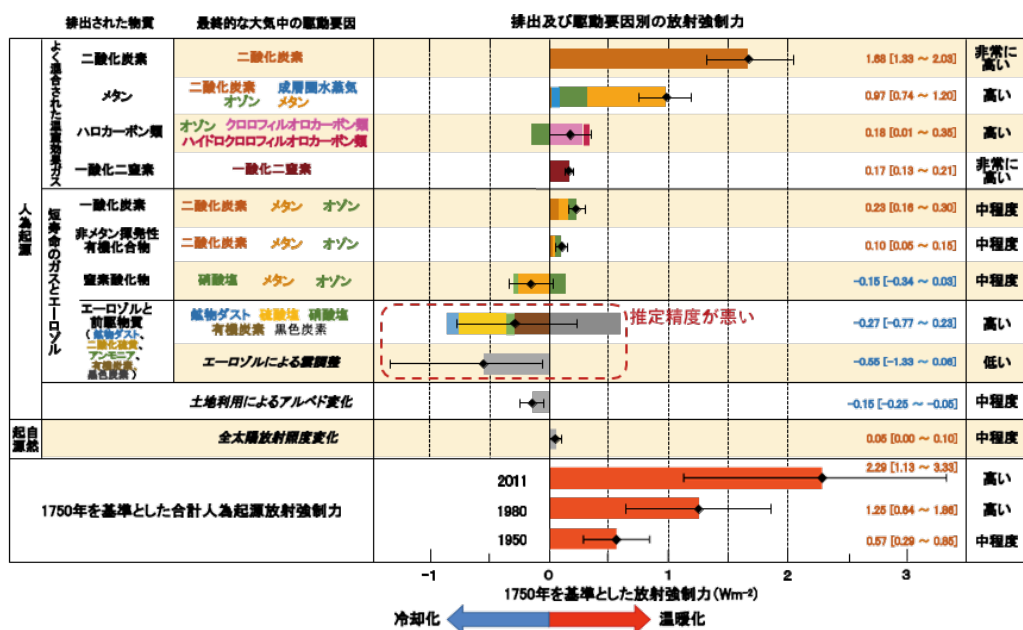 排出された物質
最終的な大気中の駆動要因
排出及び駆動要因別の放射強制力
人為起源
よく混合された温室効果ガス
二酸化炭素
二酸化炭素
1.68 [1.33 ～ 2.03]
非常に
高い
メタン
二酸化炭素 成層圏水蒸気
オゾン メタン
0.97 [0.74 ～ 1.20]
高い
ハロカーボン類
オゾン クロロフィルオロカーボン類
ハイドロクロロフィルオロカーボン類
0.18 [0.01 ～ 0.35]
高い
一酸化二窒素
一酸化二窒素
0.17 [0.13 ～ 0.21]
非常に
高い
短寿命のガスとエーロゾル
一酸化炭素
二酸化炭素 メタン オゾン
0.23 [0.16 ～ 0.30]
中程度
非メタン揮発性
有機化合物
二酸化炭素 メタン オゾン
0.10 [0.05 ～ 0.15]
中程度
窒素酸化物
硝酸塩 メタン オゾン
-0.15 [-0.34 ～ 0.03]
中程度
エーロゾルと
前駆物質
(鉱物ダスト、
二酸化硫黄、
アンモニア、
有機炭素、
黒色炭素)
鉱物ダスト 硫酸塩 硝酸塩
有機炭素 黒色炭素
推定精度が悪い
-0.27 [-0.77 ～ 0.23]
高い
エーロゾルによる雲調整
-0.55 [-1.33 ～ 0.06]
低い
土地利用によるアルベド変化
-0.15 [-0.25 ～ -0.05]
中程度
自然起源
全太陽放射照度変化
0.05 [0.00 ～ 0.10]
中程度
1750年を基準とした合計人為起源放射強制力
2011
2.29 [1.13 ～ 3.33]
高い
1980
1.25 [0.64 ～ 1.86]
高い
1950
0.57 [0.29 ～ 0.85]
中程度
-1 0 1 2 3
1750年を基準とした放射強制力(Wm-2)
冷却化 温暖化